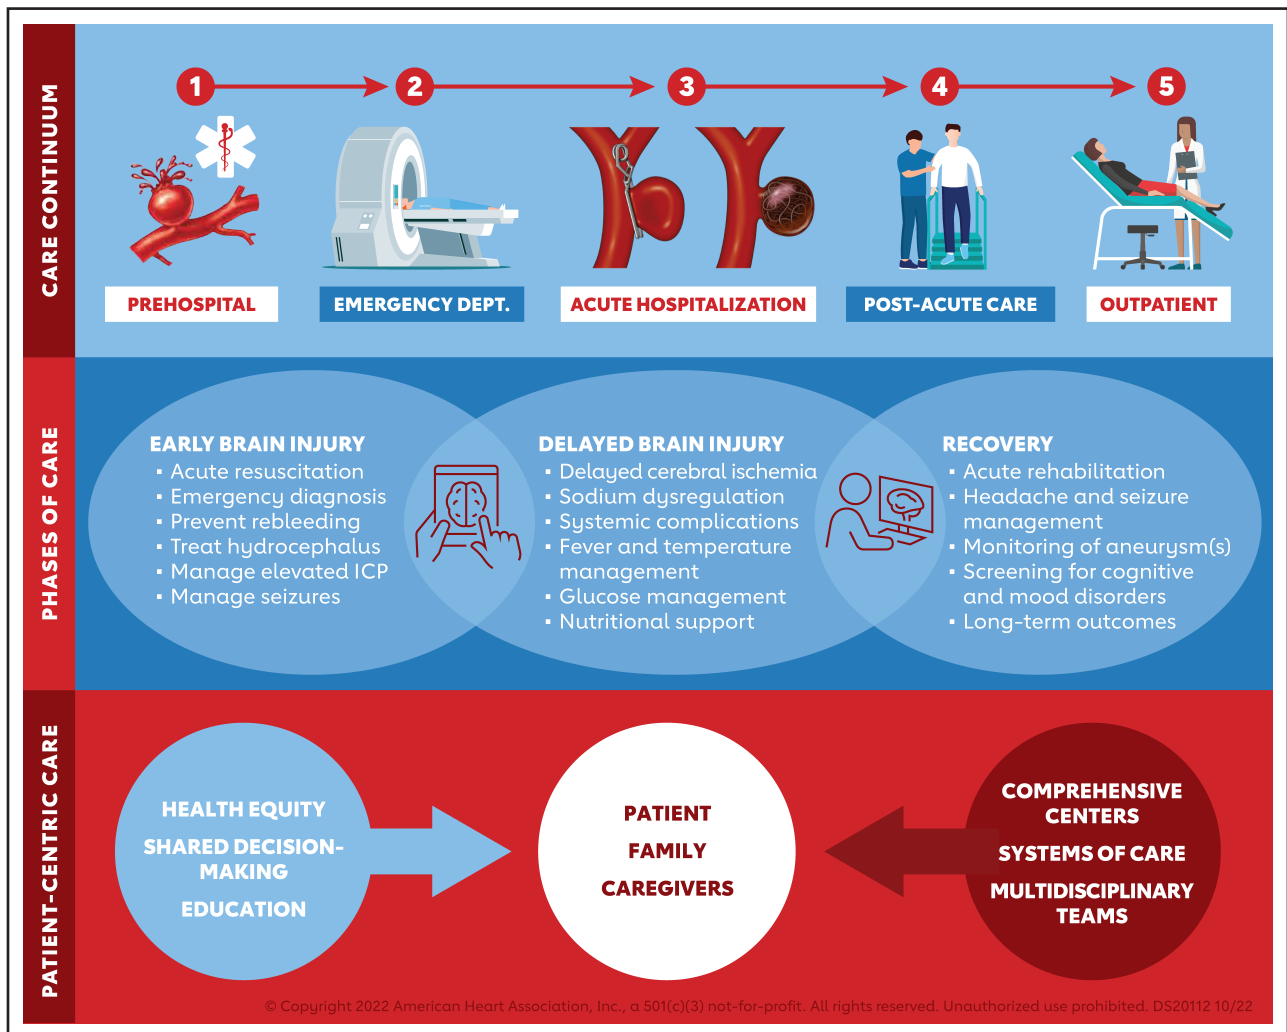 CARE CONTINUUM
1
2
3
4
5
PREHOSPITAL
EMERGENCY DEPT.
ACUTE HOSPITALIZATION
POST-ACUTE CARE
OUTPATIENT
PHASES OF CARE
EARLY BRAIN INJURY
▪ Acute resuscitation
▪ Emergency diagnosis
▪ Prevent rebleeding
▪ Treat hydrocephalus
▪ Manage elevated ICP
▪ Manage seizures
DELAYED BRAIN INJURY
▪ Delayed cerebral ischemia
▪ Sodium dysregulation
▪ Systemic complications
▪ Fever and temperature
management
▪ Glucose management
▪ Nutritional support
RECOVERY
▪ Acute rehabilitation
▪ Headache and seizure
management
▪ Monitoring of aneurysm(s)
▪ Screening for cognitive
and mood disorders
▪ Long-term outcomes
PATIENT-CENTRIC CARE
HEALTH EQUITY
SHARED DECISION-
MAKING
EDUCATION
PATIENT
FAMILY
CAREGIVERS
COMPREHENSIVE
CENTERS
SYSTEMS OF CARE
MULTIDISCIPLINARY
TEAMS
© Copyright 2022 American Heart Association, Inc., a 501(c)(3) not-for-profit. All rights reserved. Unauthorized use prohibited. DS20112 10/22